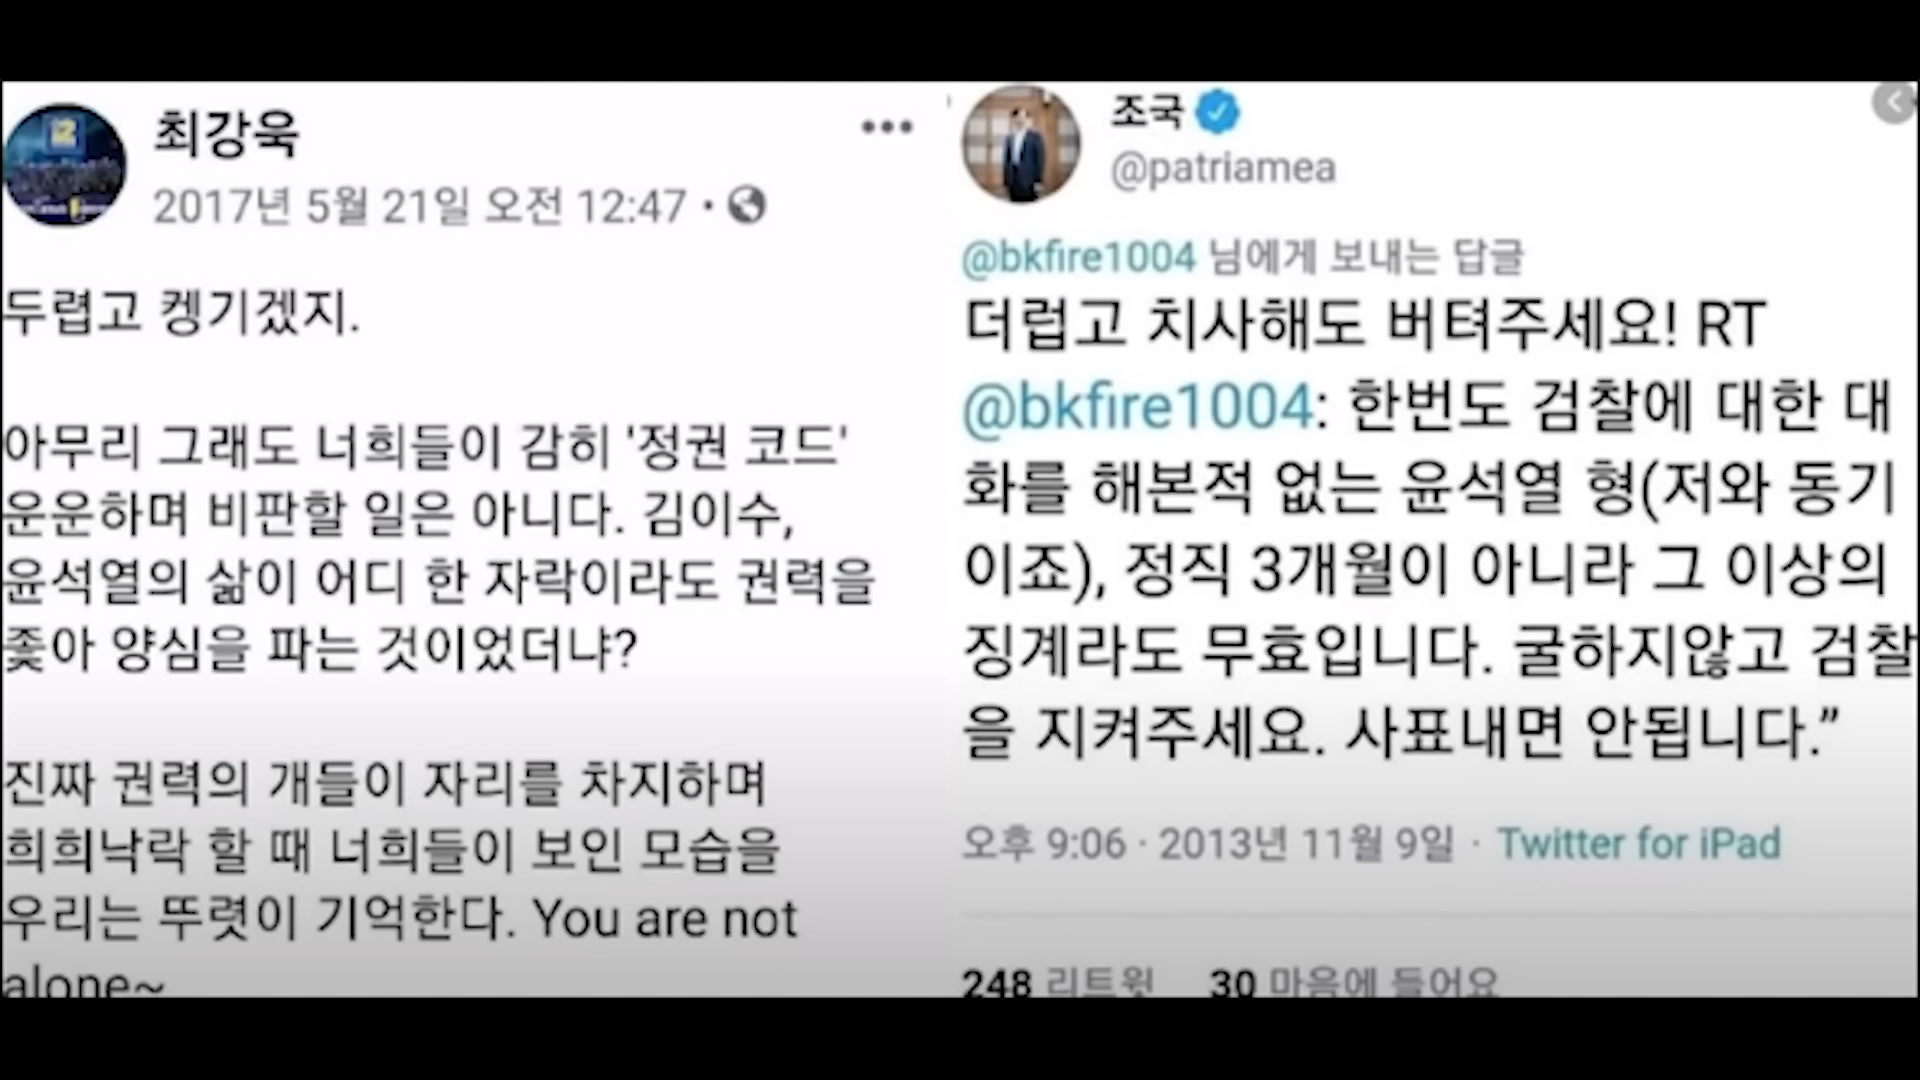 최강욱
2017년 5월 21일 오전 12:47 ·
두렵고 켕기겠지.
아무리 그래도 너희들이 감히 '정권 코드'
운운하며 비판할 일은 아니다. 김이수,
윤석열의 삶이 어디 한 자락이라도 권력을
좇아 양심을 파는 것이었더냐?
진짜 권력의 개들이 자리를 차지하며
희희낙락 할 때 너희들이 보인 모습을
우리는 뚜렷이 기억한다. You are not
alone~
조국
@patriamea
@bkfire1004 님에게 보내는 답글
더럽고 치사해도 버텨주세요! RT
@bkfire1004: 한번도 검찰에 대한 대
화를 해본적 없는 윤석열 형(저와 동기
이죠), 정직 3개월이 아니라 그 이상의
징계라도 무효입니다. 굴하지않고 검찰
을 지켜주세요. 사표내면 안됩니다.”
오후 9:06 · 2013년 11월 9일 · Twitter for iPad
248 리트윗 30 마음에 들어요